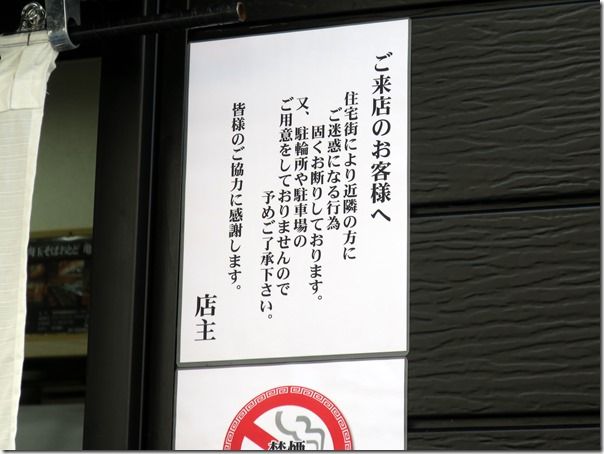 ご来店のお客様へ
住宅街により近隣の方に
ご迷惑になる行為
固くお断りしております。
又、駐輪所や駐車場の
ご用意をしておりませんので
予めご了承下さい。
皆様のご協力に感謝します。
店主
禁煙